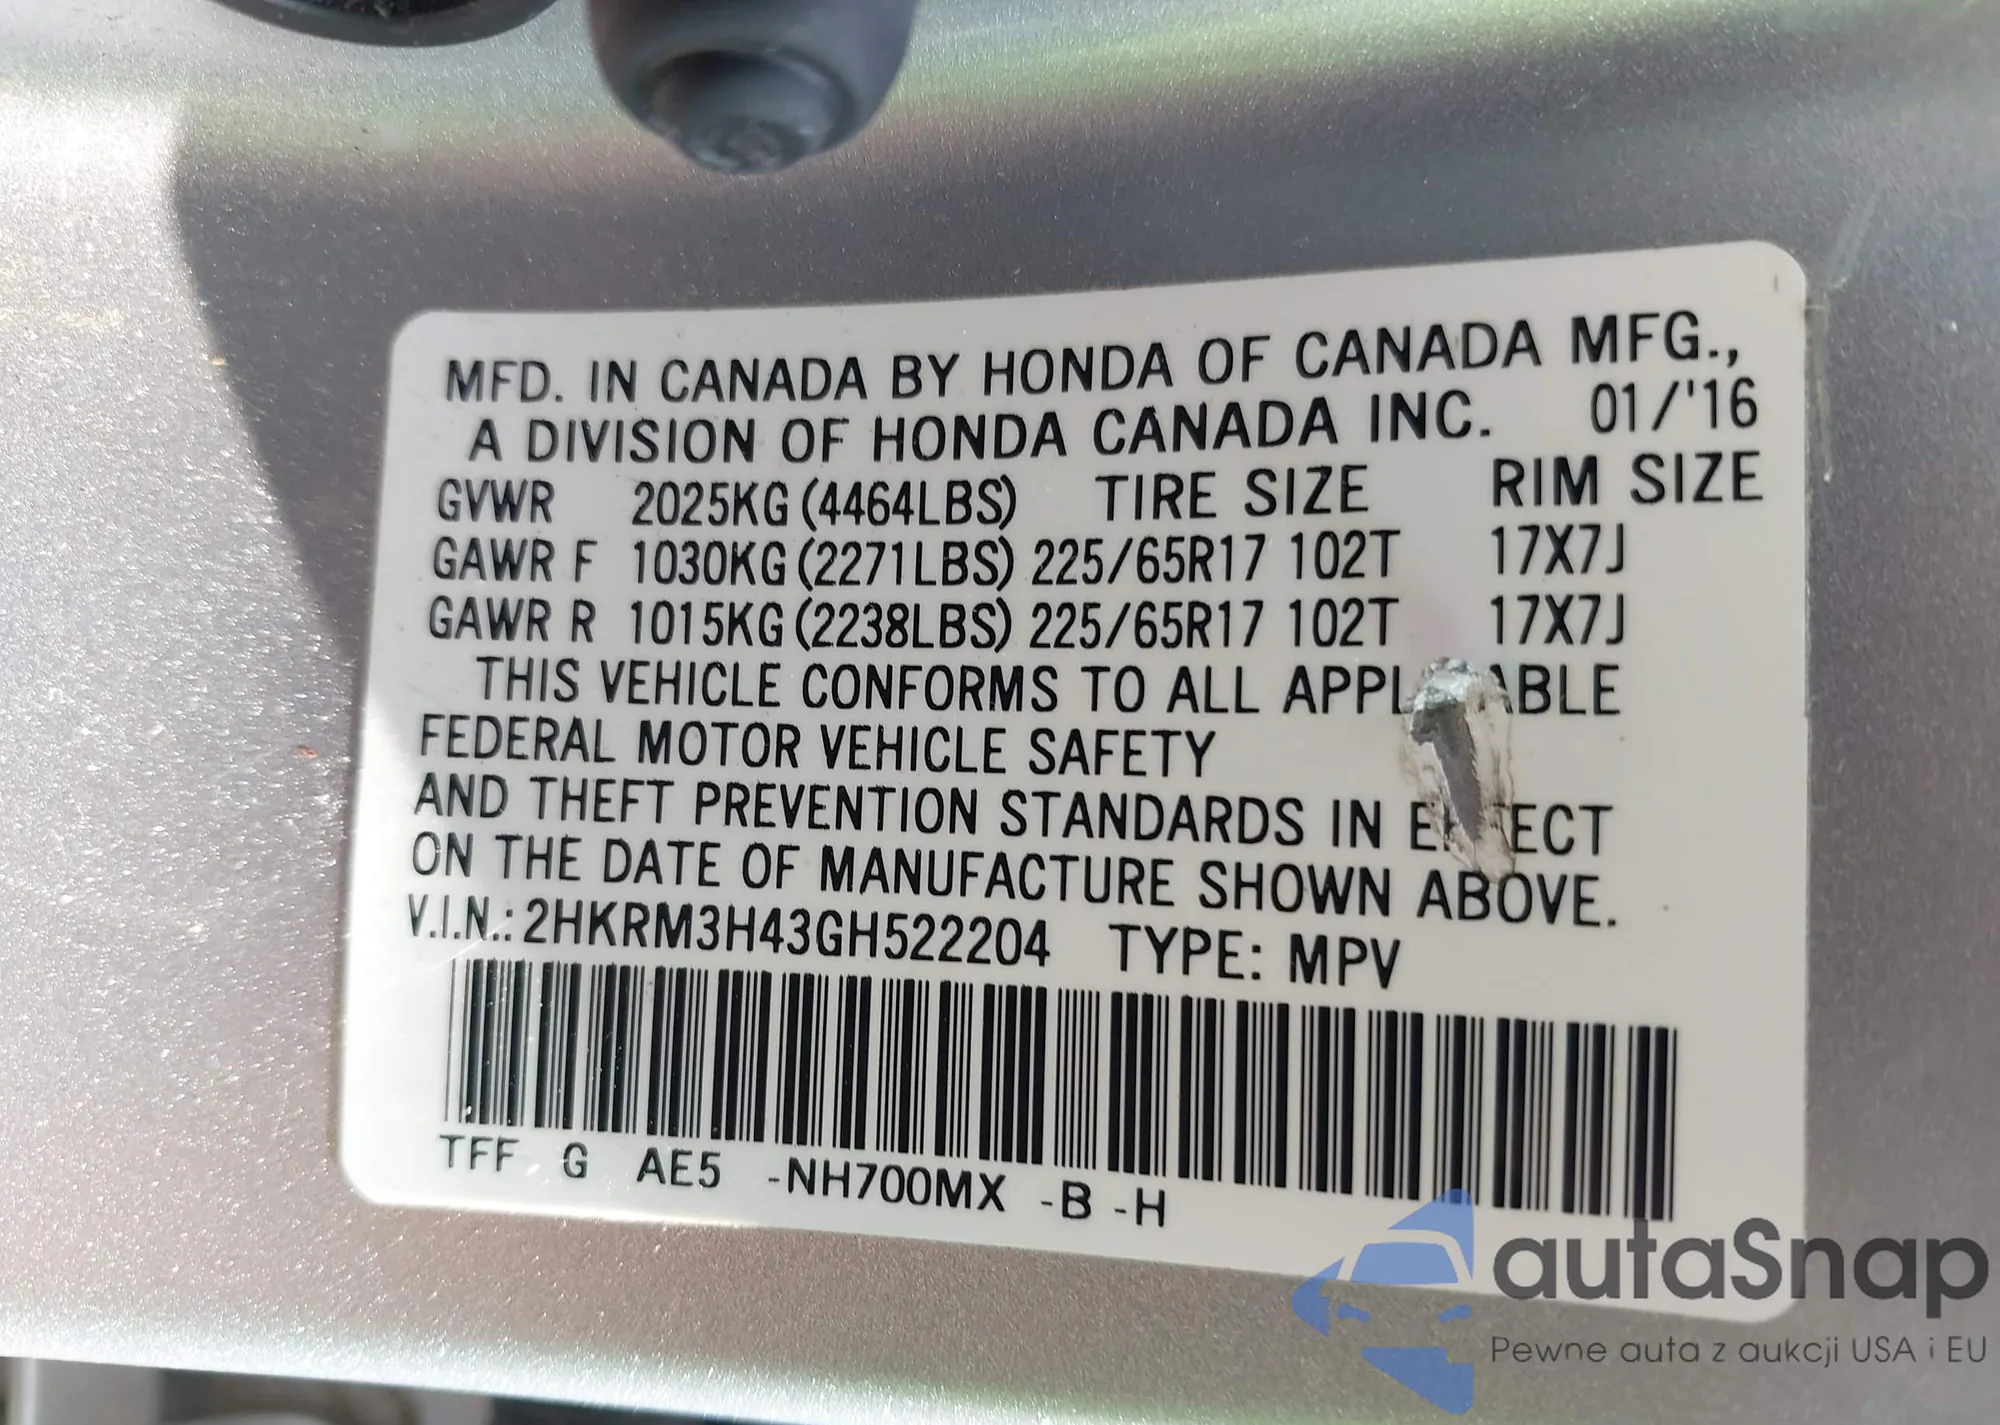 MFD. IN CANADA BY HONDA OF CANADA MFG.,
A DIVISION OF HONDA CANADA INC. 01/'16
GVWR 2025KG (4464LBS) TIRE SIZE RIM SIZE
GAWR F 1030KG (2271LBS) 225/65R17 102T 17X7J
GAWR R 1015KG (2238LBS) 225/65R17 102T 17X7J
THIS VEHICLE CONFORMS TO ALL
FEDERAL MOTOR VEHICLE SAFETY
AND THEFT PREVENTION STANDARDS IN
ON THE DATE OF MANUFACTURE SHOWN ABOVE.
V.I.N.: 2HKRM3H43GH522204 TYPE: MPV
TFF G AE5 -NH700MX -B -H
autaSnap
Pewne auta z aukcji USA i EU